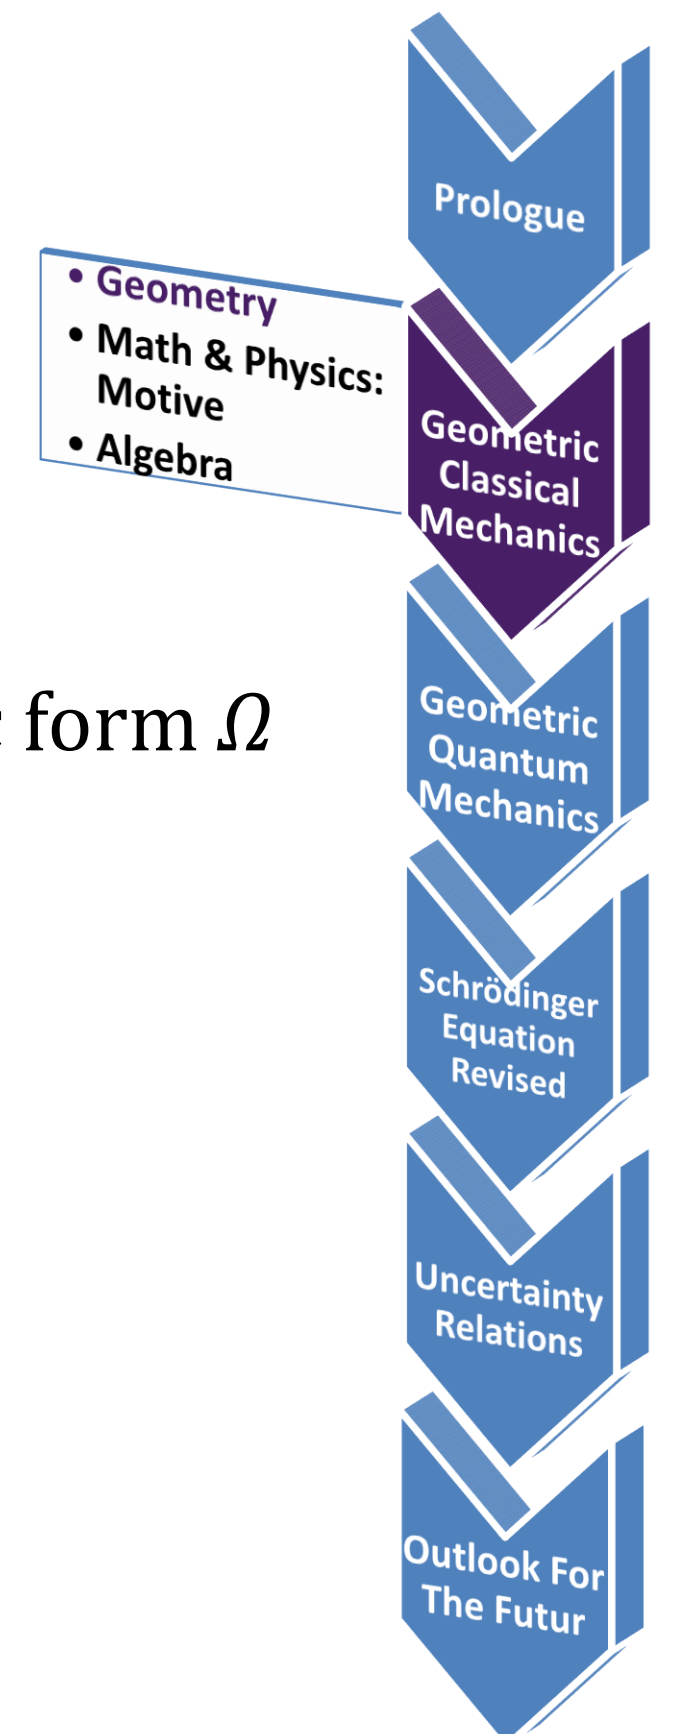 Prologue
• Geometry
• Math & Physics:
Motive
• Algebra
Geometric
Classical
Mechanics
form Ω
Geometric
Quantum
Mechanics
Schrödinger
Equation
Revised
Uncertainty
Relations
Outlook For
The Futur